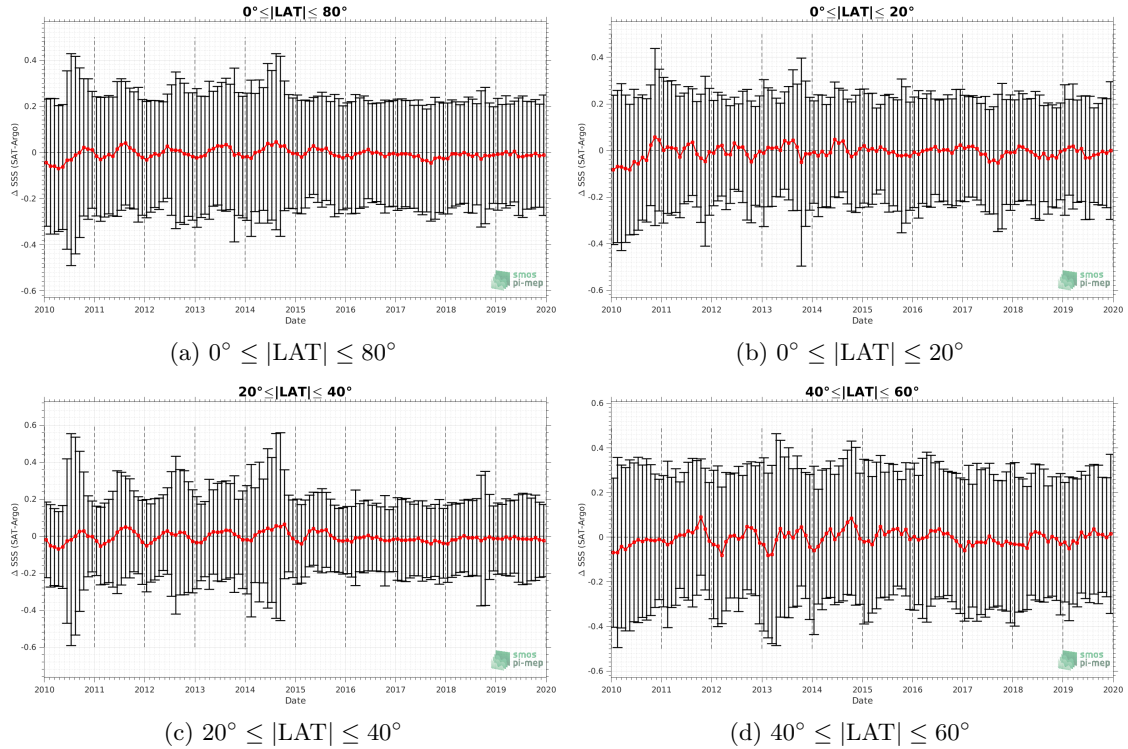 0°≤|LAT|≤ 80°
Δ SSS (SAT-Argo)
0.4
0.2
0
-0.2
-0.4
-0.6
2010 2011 2012 2013 2014 2015 2016 2017 2018 2019 2020
Date
smos
pi-mep
(a) 0° ≤ |LAT| ≤ 80°
0°≤|LAT|≤ 20°
Δ SSS (SAT-Argo)
0.4
0.2
0
-0.2
-0.4
-0.6
2010 2011 2012 2013 2014 2015 2016 2017 2018 2019 2020
Date
smos
pi-mep
(b) 0° ≤ |LAT| ≤ 20°
20°≤|LAT|≤ 40°
Δ SSS (SAT-Argo)
0.6
0.4
0.2
0
-0.2
-0.4
-0.6
2010 2011 2012 2013 2014 2015 2016 2017 2018 2019 2020
Date
smos
pi-mep
(c) 20° ≤ |LAT| ≤ 40°
40°≤|LAT|≤ 60°
Δ SSS (SAT-Argo)
0.6
0.4
0.2
0
-0.2
-0.4
-0.6
2010 2011 2012 2013 2014 2015 2016 2017 2018 2019 2020
Date
smos
pi-mep
(d) 40° ≤ |LAT| ≤ 60°